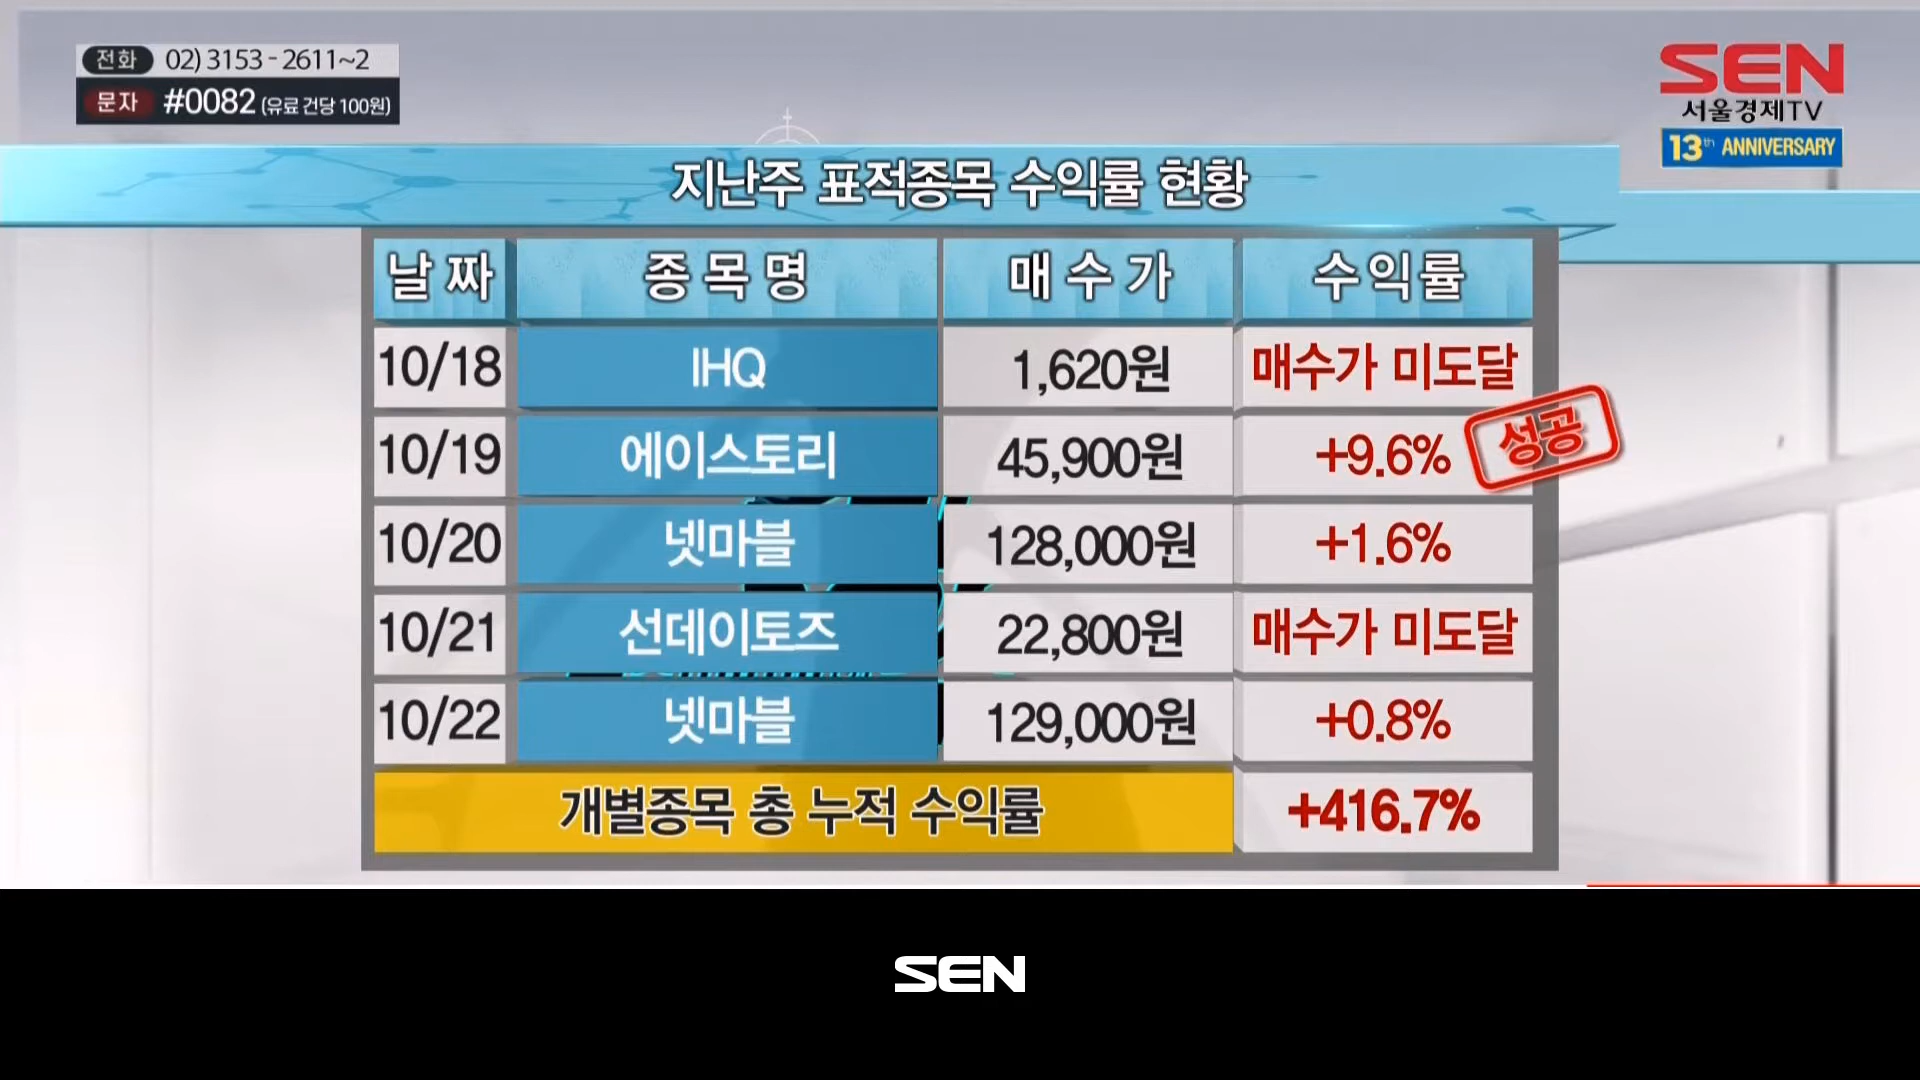 전화 02) 3153 - 2611~2
문자 #0082 (유료 건당 100원)
SEN
서울경제TV
13th ANNIVERSARY
지난주 표적종목 수익률 현황
날짜 종목명 매수가 수익률
10/18 IHQ 1,620원 매수가 미도달
10/19 에이스토리 45,900원 +9.6% 성공
10/20 넷마블 128,000원 +1.6%
10/21 선데이토즈 22,800원 매수가 미도달
10/22 넷마블 129,000원 +0.8%
개별종목 총 누적 수익률 +416.7%
SEN